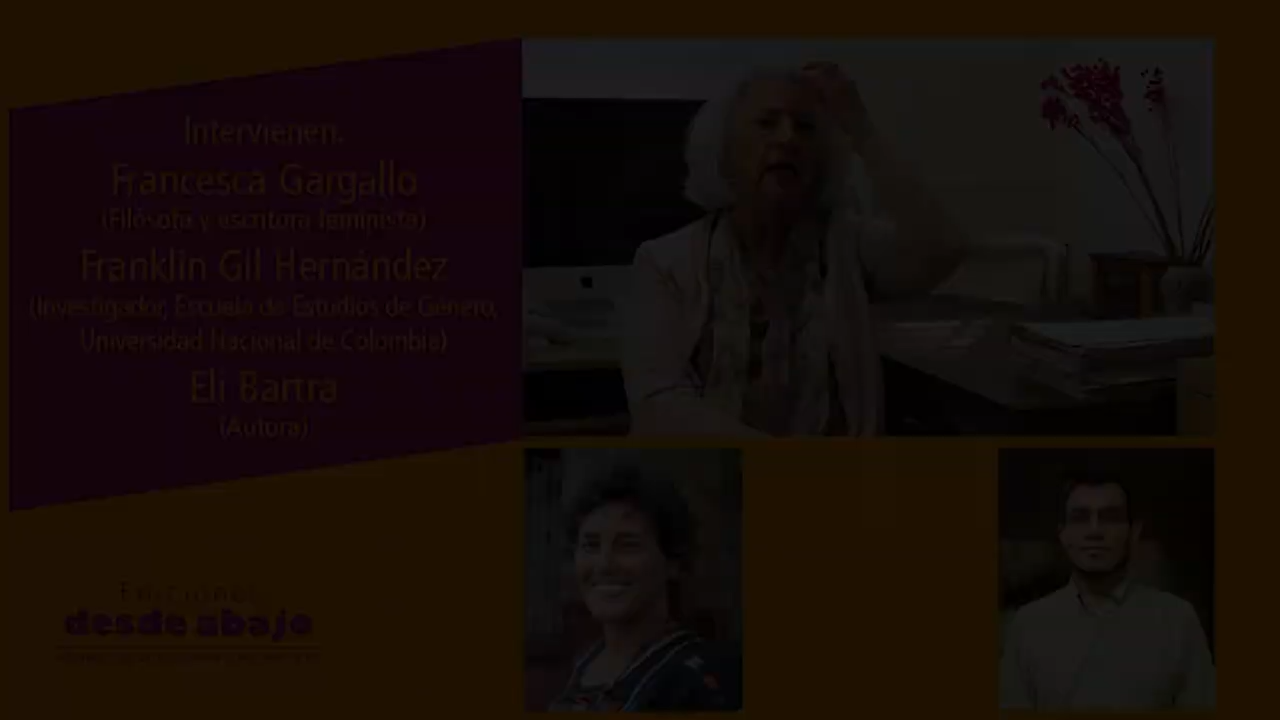 Intervienen:
Francesca Gargallo
(Filósofa y escritora feminista)
Franklin Gil Hernández
(Investigador, Escuela de Estudios de Género,
Universidad Nacional de Colombia)
Eli Bartra
(Autora)
desde abajo